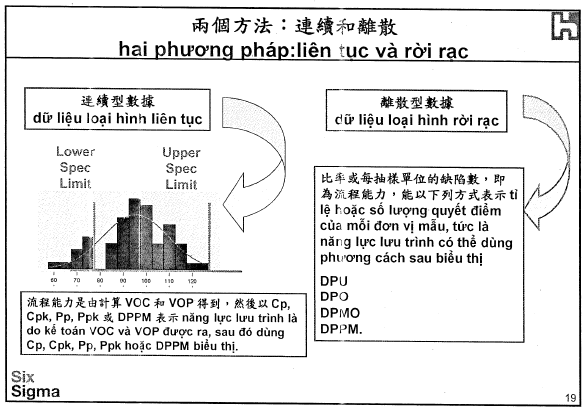 兩個方法：連續和離散
hai phương pháp:liên tục và rời rạc
連續型數據
dữ liệu loại hình liên tục
離散型數據
dữ liệu loại hình rời rạc
Lower
Spec
Limit
Upper
Spec
Limit
60 70 80 90 100 110 120
流程能力是由計算 VOC 和 VOP 得到，然後以 Cp,
Cpk, Pp, Ppk 或 DPPM 表示 năng lực lưu trình là
do kế toán VOC và VOP được ra, sau đó dùng
Cp, Cpk, Pp, Ppk hoặc DPPM biểu thị.
比率或每抽樣單位的缺陷數，即
為流程能力，能以下列方式表示 tỉ
lệ hoặc số lượng quyết điểm
của mỗi đơn vị mẫu, tức là
năng lực lưu trình có thể dùng
phương cách sau biểu thị
DPU
DPO
DPMO
DPPM.
Six
Sigma
19